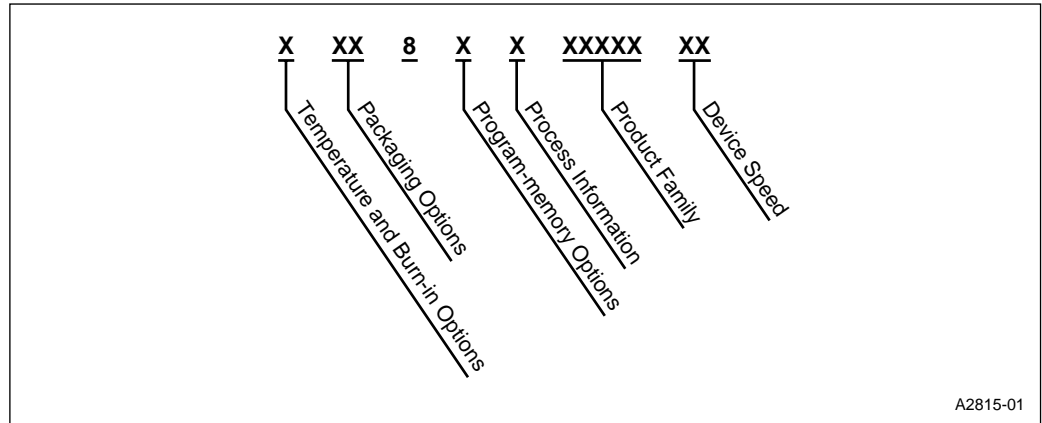 X XX 8 X X XXXXX XX
Temperature and Burn-in Options
Packaging Options
Program-memory Options
Process Information
Product Family
Device Speed
A2815-01